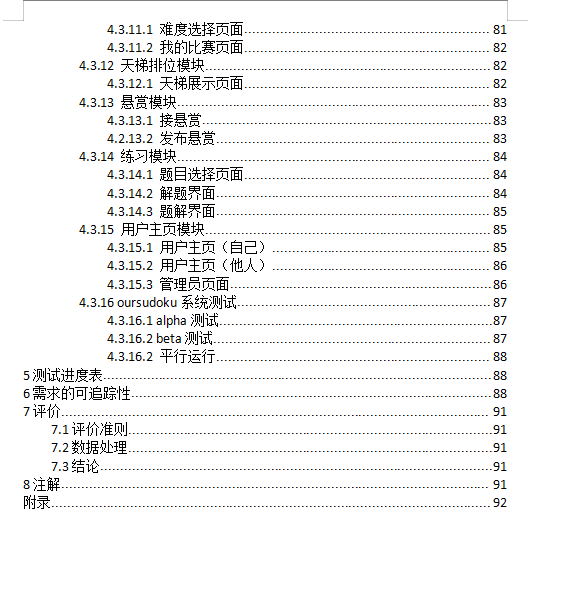 4.3.11.1 难度选择页面 81
4.3.11.2 我的比赛页面 82
4.3.12 天梯排位模块 82
4.3.12.1 天梯展示页面 82
4.3.13 悬赏模块 83
4.3.13.1 接悬赏 83
4.2.13.2 发布悬赏 83
4.3.14 练习模块 84
4.3.14.1 题目选择页面 84
4.3.14.2 解题界面 84
4.3.14.3 题解界面 85
4.3.15 用户主页模块 85
4.3.15.1 用户主页（自己） 85
4.3.15.2 用户主页（他人） 86
4.3.15.3 管理员页面 86
4.3.16 oursudoku 系统测试 87
4.3.16.1 alpha 测试 87
4.3.16.2 beta 测试 87
4.3.16.2 平行运行 88
5 测试进度表 88
6 需求的可追踪性 88
7 评价 91
7.1 评价准则 91
7.2 数据处理 91
7.3 结论 91
8 注解 91
附录 92